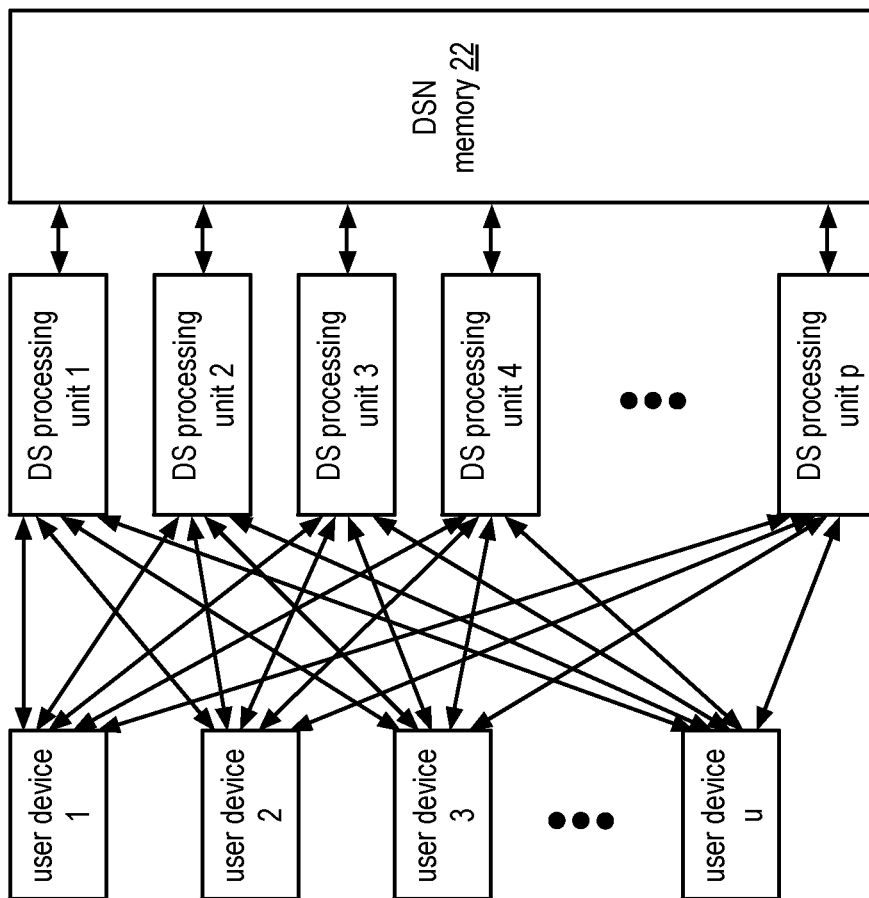 DSN
memory 22
DS processing
unit 1
DS processing
unit 2
DS processing
unit 3
DS processing
unit 4
DS processing
unit p
user device
1
user device
2
user device
3
user device
u